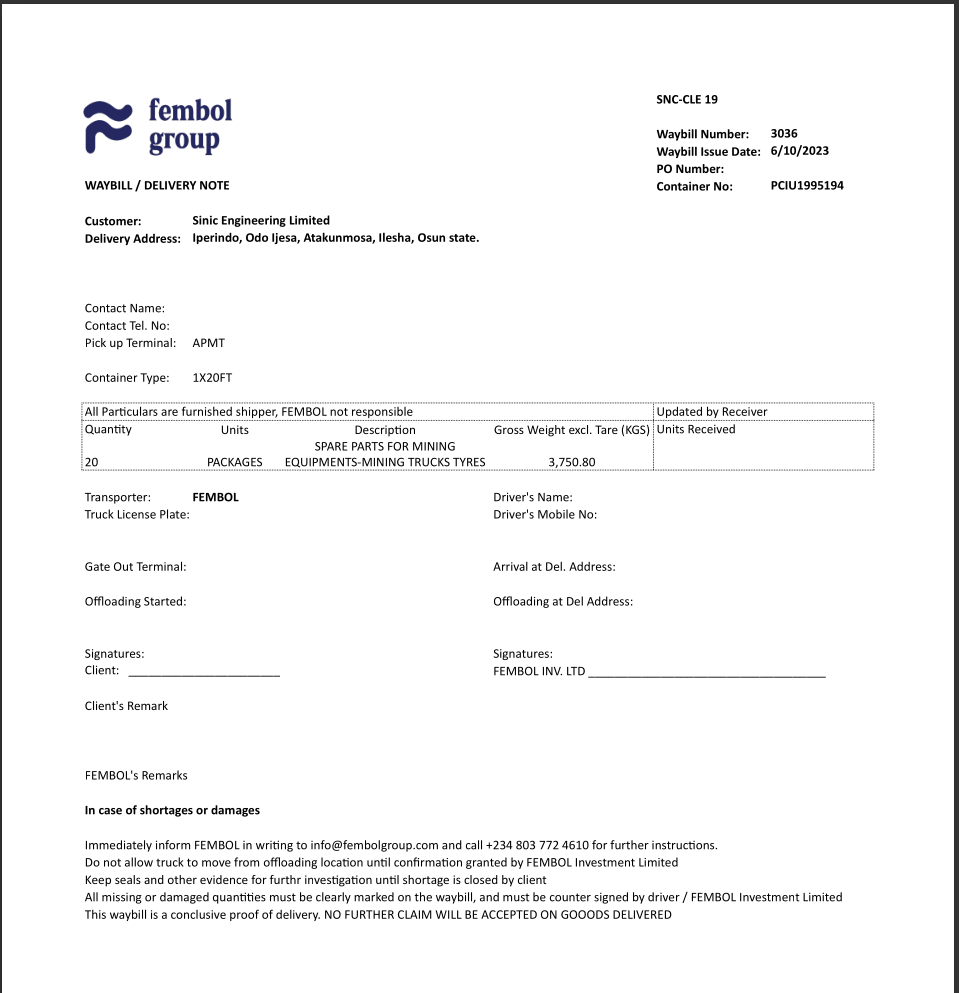 fembol
group
SNC-CLE 19
Waybill Number: 3036
Waybill Issue Date: 6/10/2023
PO Number:
Container No: PCIU1995194
WAYBILL / DELIVERY NOTE
Customer: Sinic Engineering Limited
Delivery Address: Iperindo, Odo Ijesa, Atakunmosa, Ilesha, Osun state.
Contact Name:
Contact Tel. No:
Pick up Terminal: APMT
Container Type: 1X20FT
All Particulars are furnished shipper, FEMBOL not responsible Updated by Receiver
Quantity Units Description Gross Weight excl. Tare (KGS) Units Received
SPARE PARTS FOR MINING
20 PACKAGES EQUIPMENTS-MINING TRUCKS TYRES 3,750.80
Transporter: FEMBOL Driver's Name:
Truck License Plate: Driver's Mobile No:
Gate Out Terminal: Arrival at Del. Address:
Offloading Started: Offloading at Del Address:
Signatures: Signatures:
Client: ______________________ FEMBOL INV. LTD ___________________________________
Client's Remark
FEMBOL's Remarks
In case of shortages or damages
Immediately inform FEMBOL in writing to info@fembolgroup.com and call +234 803 772 4610 for further instructions.
Do not allow truck to move from offloading location until confirmation granted by FEMBOL Investment Limited
Keep seals and other evidence for furthr investigation until shortage is closed by client
All missing or damaged quantities must be clearly marked on the waybill, and must be counter signed by driver / FEMBOL Investment Limited
This waybill is a conclusive proof of delivery. NO FURTHER CLAIM WILL BE ACCEPTED ON GOOODS DELIVERED